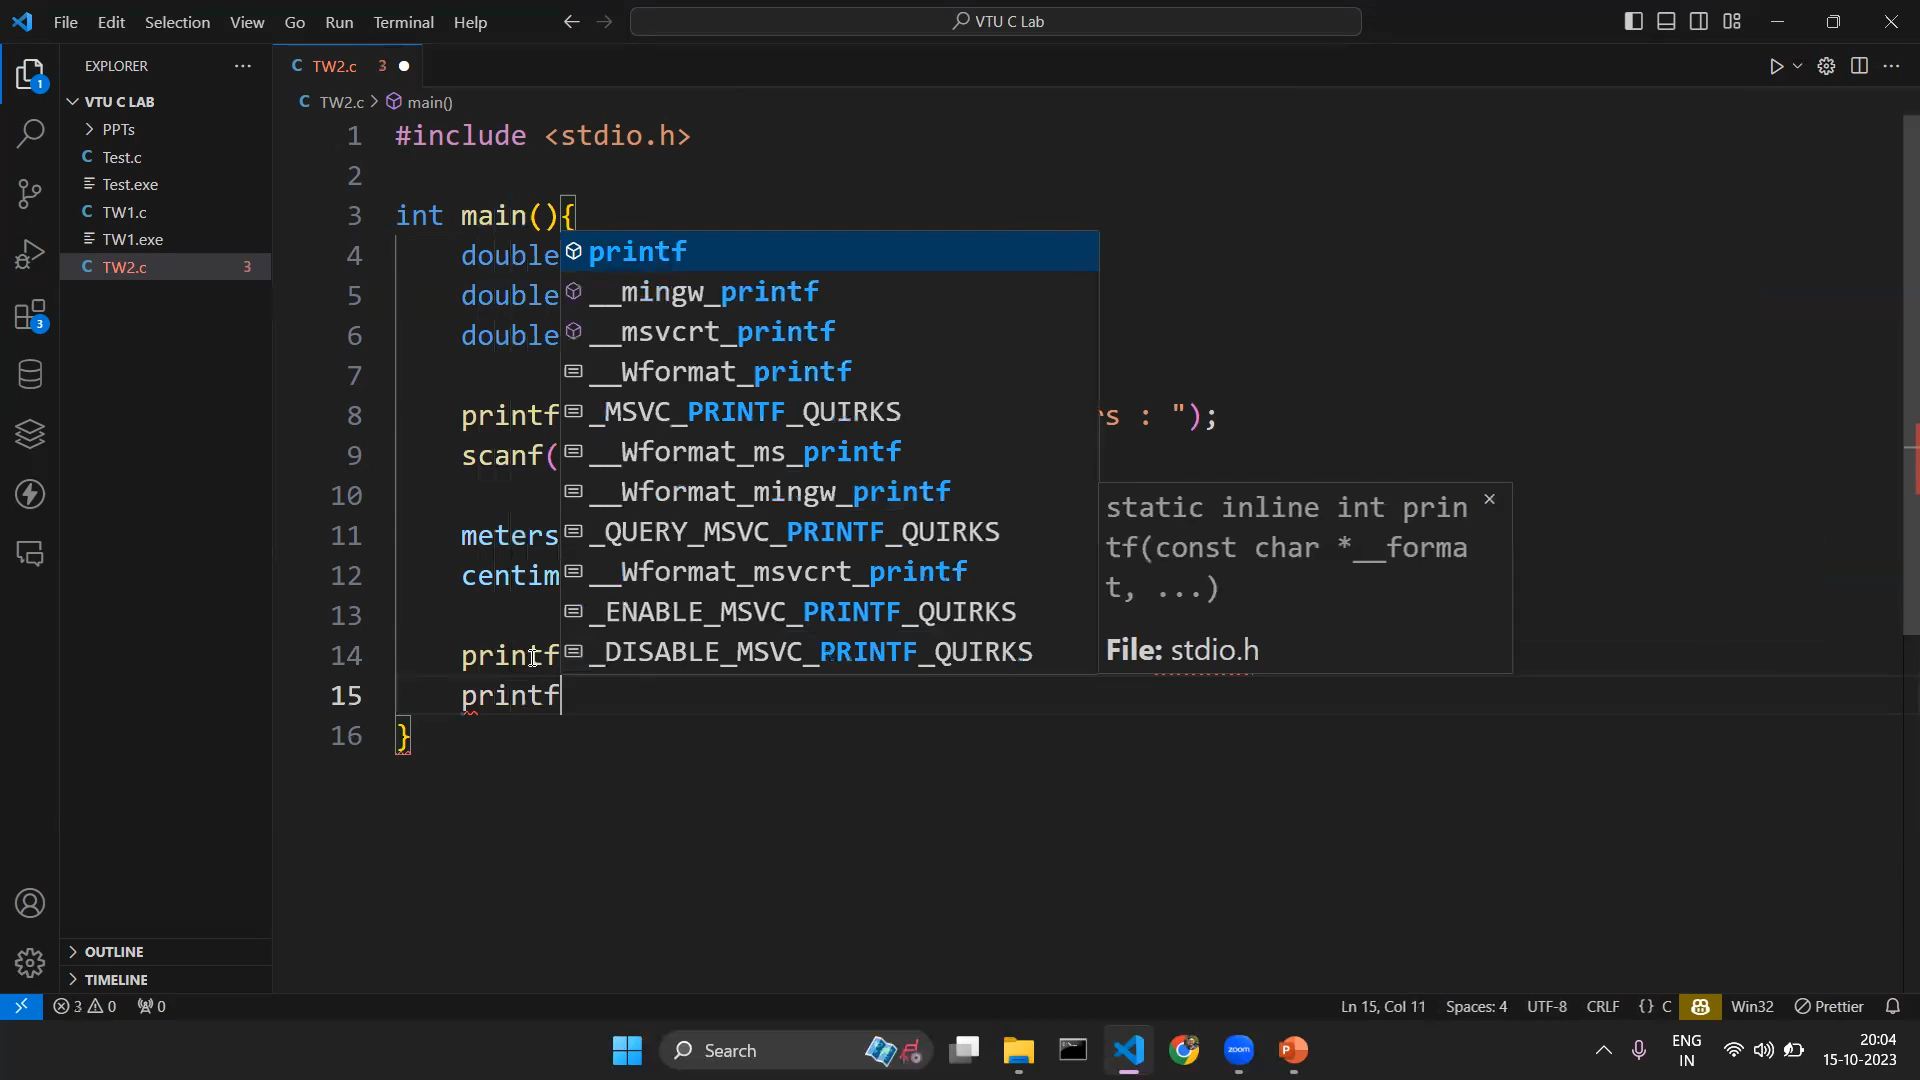 File Edit Selection View Go Run Terminal Help
VTU C Lab
EXPLORER
VTU C LAB
PPTs
C Test.c
Test.exe
C TW1.c
TW1.exe
C TW2.c 3
OUTLINE
TIMELINE
1
3
C TW2.c 3
C TW2.c > main()
1 #include <stdio.h>
2
3 int main(){
4 double
5 double
6 double
7
8 printf rs : ");
9 scanf(
10
11 meters
12 centim
13
14 printf
15 printf
16 }
printf
__mingw_printf
__msvcrt_printf
__Wformat_printf
_MSVC_PRINTF_QUIRKS
__Wformat_ms_printf
__Wformat_mingw_printf
_QUERY_MSVC_PRINTF_QUIRKS
__Wformat_msvcrt_printf
_ENABLE_MSVC_PRINTF_QUIRKS
_DISABLE_MSVC_PRINTF_QUIRKS
static inline int prin
tf(const char *__forma
t, ...)
File: stdio.h
3 0 0
Ln 15, Col 11 Spaces: 4 UTF-8 CRLF {} C Win32 Prettier
Search
zoom
P
ENG
IN
20:04
15-10-2023